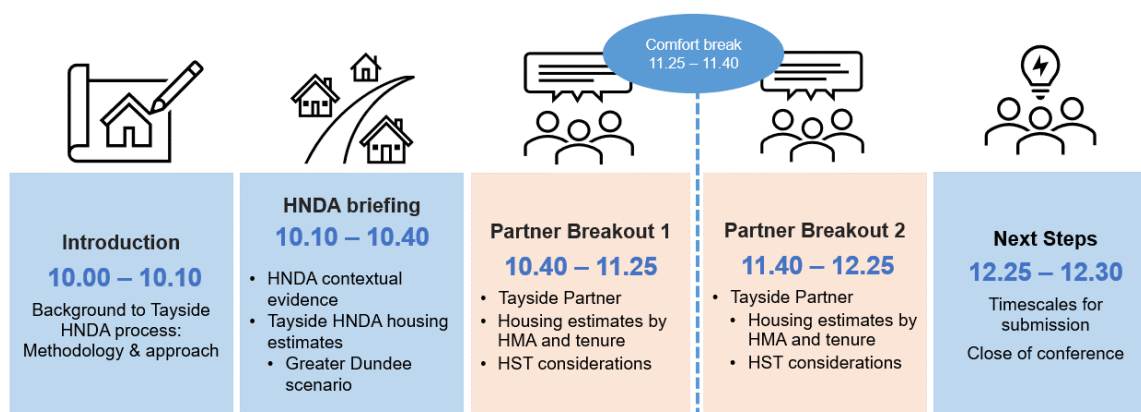 Comfort break
11.25 – 11.40
Introduction
10.00 – 10.10
Background to Tayside
HNDA process:
Methodology & approach
HNDA briefing
10.10 – 10.40
• HNDA contextual
evidence
• Tayside HNDA housing
estimates
• Greater Dundee
scenario
Partner Breakout 1
10.40 – 11.25
• Tayside Partner
• Housing estimates by
HMA and tenure
• HST considerations
Partner Breakout 2
11.40 – 12.25
• Tayside Partner
• Housing estimates by
HMA and tenure
• HST considerations
Next Steps
12.25 – 12.30
Timescales for
submission
Close of conference